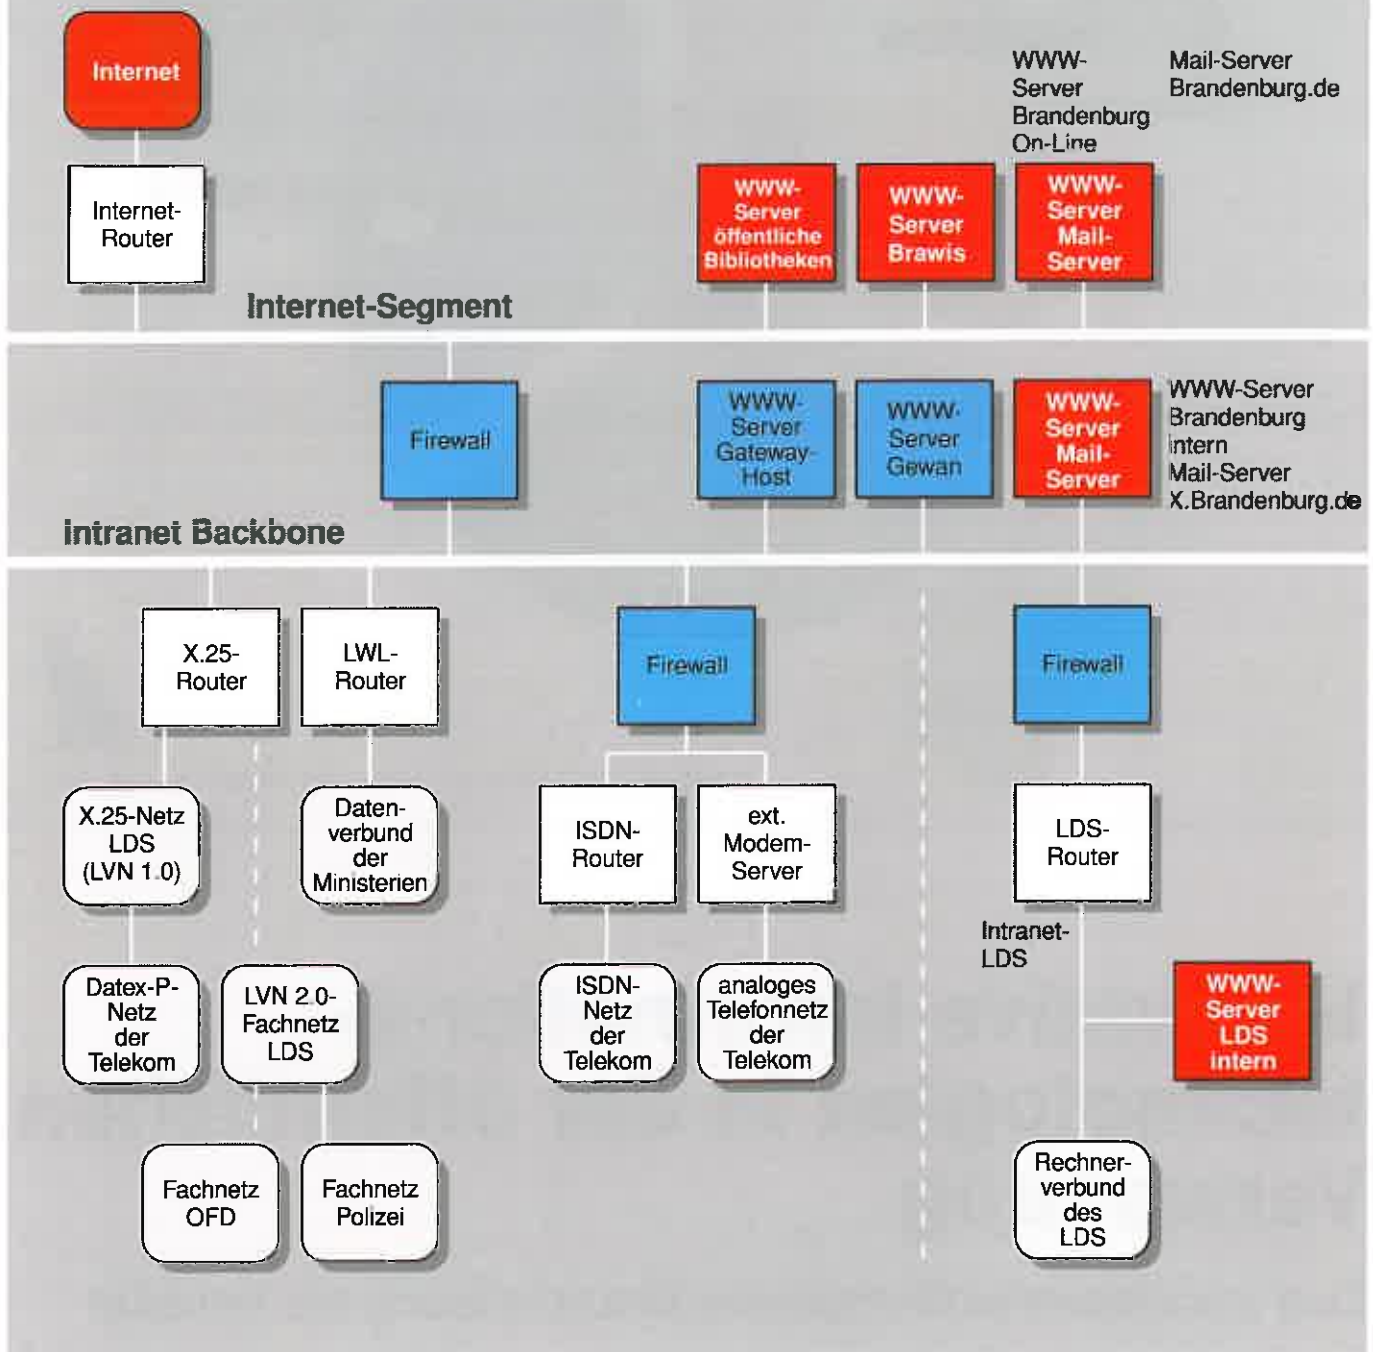 Internet
WWW-
Server
Brandenburg
On-Line
Mail-Server
Brandenburg.de
Internet-
Router
WWW-
Server
öffentliche
Bibliotheken
WWW-
Server
Brawis
WWW-
Server
Mail-
Server
Internet-Segment
Firewall
WWW-
Server
Gateway-
Host
WWW-
Server
Gewan
WWW-
Server
Mail-
Server
WWW-Server
Brandenburg
intern
Mail-Server
X.Brandenburg.de
intranet Backbone
X.25-
Router
LWL-
Router
Firewall
Firewall
X.25-Netz
LDS
(LVN 1.0)
Daten-
verbund
der
Ministerien
ISDN-
Router
ext.
Modem-
Server
LDS-
Router
Intranet-
LDS
Datex-P-
Netz
der
Telekom
LVN 2.0-
Fachnetz
LDS
ISDN-
Netz
der
Telekom
analoges
Telefonnetz
der
Telekom
WWW-
Server
LDS
intern
Fachnetz
OFD
Fachnetz
Polizei
Rechner-
verbund
des
LDS